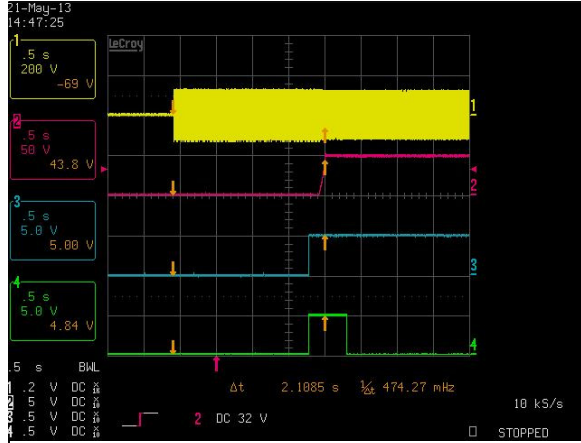 21-May-13
14:47:25
LeCroy
1
.5 s
200 V
-69 V
1
2
.5 s
50 V
43.8 V
2
3
.5 s
5.0 V
5.00 V
3
4
.5 s
5.0 V
4.84 V
4
.5 s BWL
1 .2 V DC
2 .5 V DC
3 .5 V DC
4 .5 V DC
Δt 2.1085 s 1/Δt 474.27 mHz
2 DC 32 V
10 kS/s
STOPPED